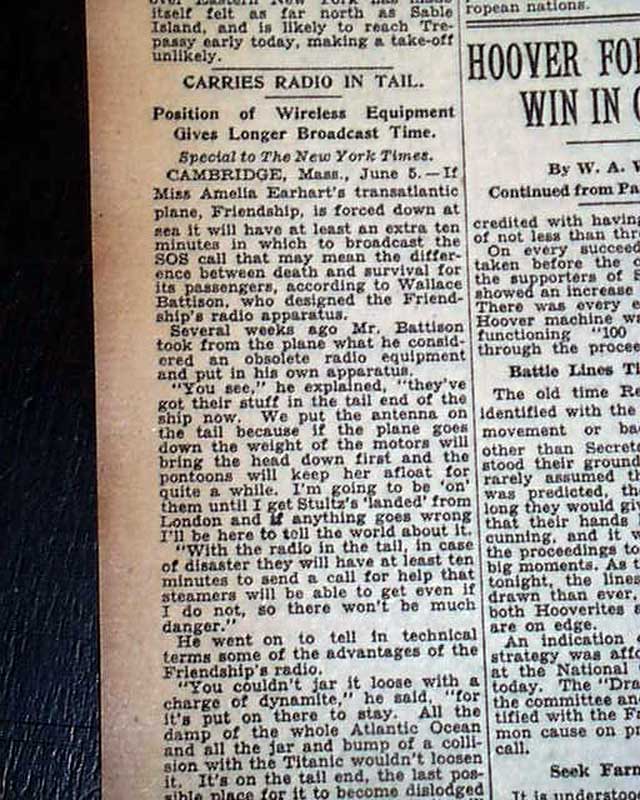 over Eastern New York has made
itself felt as far north as Sable
Island, and is likely to reach Tre-
passy early today, making a take-off
unlikely.
CARRIES RADIO IN TAIL.
Position of Wireless Equipment
Gives Longer Broadcast Time.
Special to The New York Times.
CAMBRIDGE, Mass., June 5.—If
Miss Amelia Earhart's transatlantic
plane, Friendship, is forced down at
sea it will have at least an extra ten
minutes in which to broadcast the
SOS call that may mean the differ-
ence between death and survival for
its passengers, according to Wallace
Battison, who designed the Friend-
ship's radio apparatus.
Several weeks ago Mr. Battison
took from the plane what he consid-
ered an obsolete radio equipment
and put in his own apparatus.
"You see," he explained, "they've
got their stuff in the tail end of the
ship now. We put the antenna on
the tail because if the plane goes
down the weight of the motors will
bring the head down first and the
pontoons will keep her afloat for
quite a while. I'm going to be 'on'
them until I get Stultz's 'landed' from
London and if anything goes wrong
I'll be here to tell the world about it.
"With the radio in the tail, in case
of disaster they will have at least ten
minutes to send a call for help that
steamers will be able to get even if
I do not, so there won't be much
danger."
He went on to tell in technical
terms some of the advantages of the
Friendship's radio.
"You couldn't jar it loose with a
charge of dynamite," he said, "for
it's put on there to stay. All the
damp of the whole Atlantic Ocean
and all the jar and bump of a colli-
sion with the Titanic wouldn't loosen
it. It's on the tail end, the last pos-
sible place for it to become dislodged
ropean nations.
HOOVER FO
WIN IN
By W. A.
Continued from Pa
credited with having
of not less than thr
On every succeed
taken before the
the supporters of
showed an increase
There was every
Hoover machine wa
functioning "100
through the procee
Battle Lines Ti
The old time Re
identified with the
movement or ba
other than Secret
stood their ground
rarely assumed th
was predicted, th
long they would giv
that their hands
cunning, and it w
the proceedings to
big moments. As t
tonight, the lines
drawn than ever,
both Hooverites
are on edge.
An indication
strategy was affo
at the National
today. The "Dra
the committee and
tified with the Fa
mon cause on pr
call.
Seek Farm
It is understoo